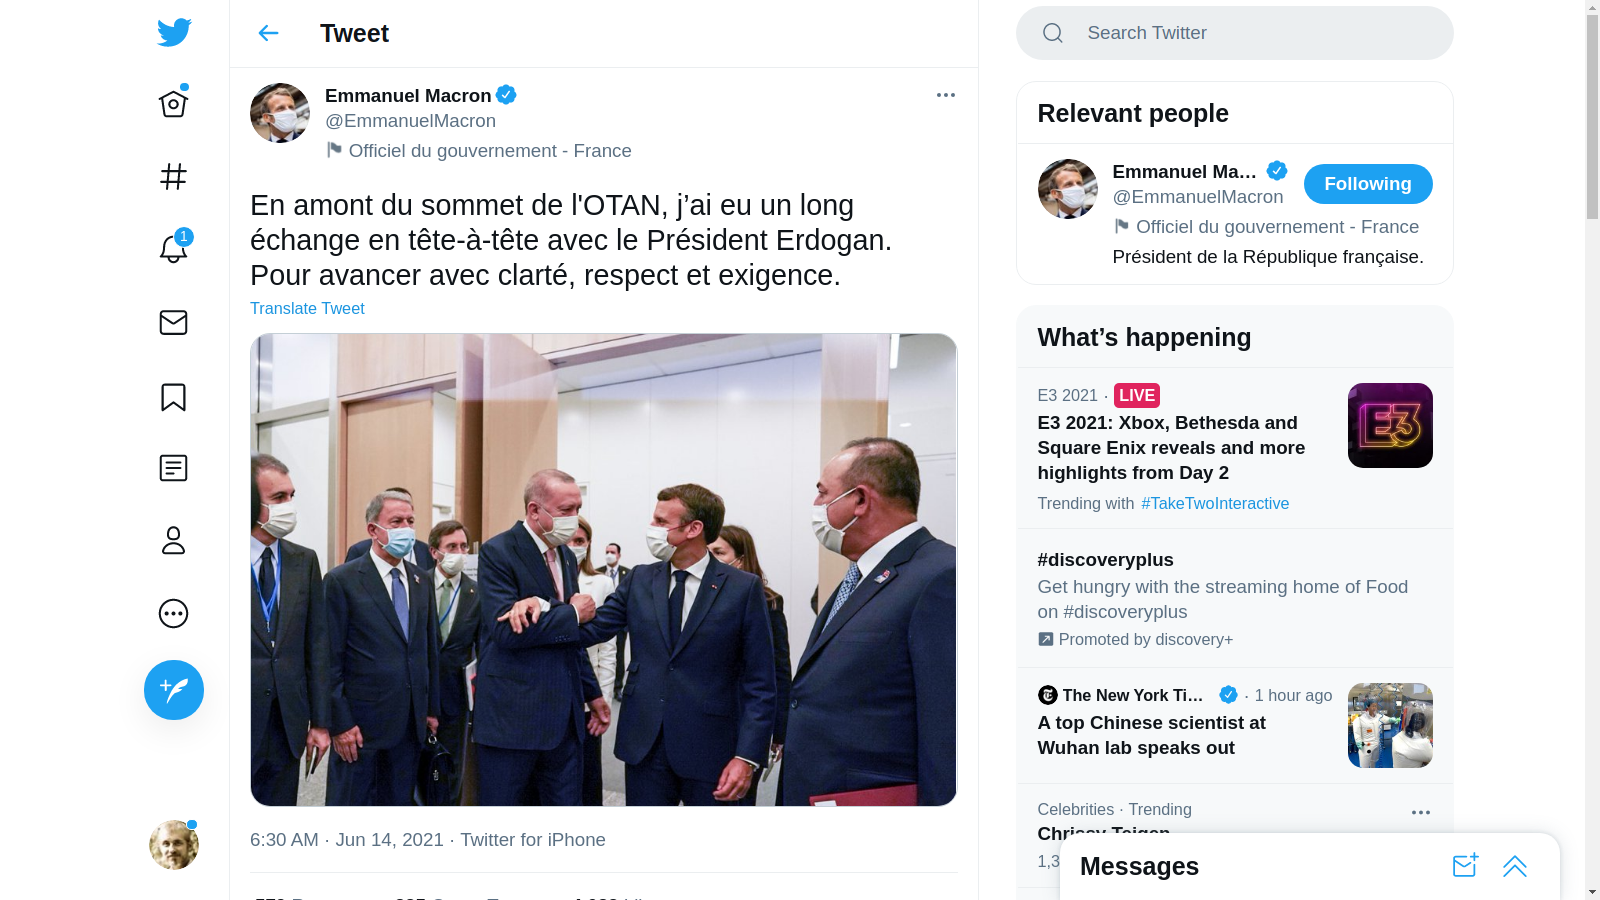 Tweet
Emmanuel Macron
@EmmanuelMacron
Officiel du gouvernement - France
En amont du sommet de l'OTAN, j’ai eu un long
échange en tête-à-tête avec le Président Erdogan.
Pour avancer avec clarté, respect et exigence.
Translate Tweet
6:30 AM · Jun 14, 2021 · Twitter for iPhone
1
Search Twitter
Relevant people
Emmanuel Ma…
@EmmanuelMacron
Following
Officiel du gouvernement - France
Président de la République française.
What’s happening
E3 2021 · LIVE
E3 2021: Xbox, Bethesda and
Square Enix reveals and more
highlights from Day 2
Trending with #TakeTwoInteractive
E3
#discoveryplus
Get hungry with the streaming home of Food
on #discoveryplus
Promoted by discovery+
The New York Ti… · 1 hour ago
A top Chinese scientist at
Wuhan lab speaks out
Celebrities · Trending
Chrissy Teigen
1,3
Messages